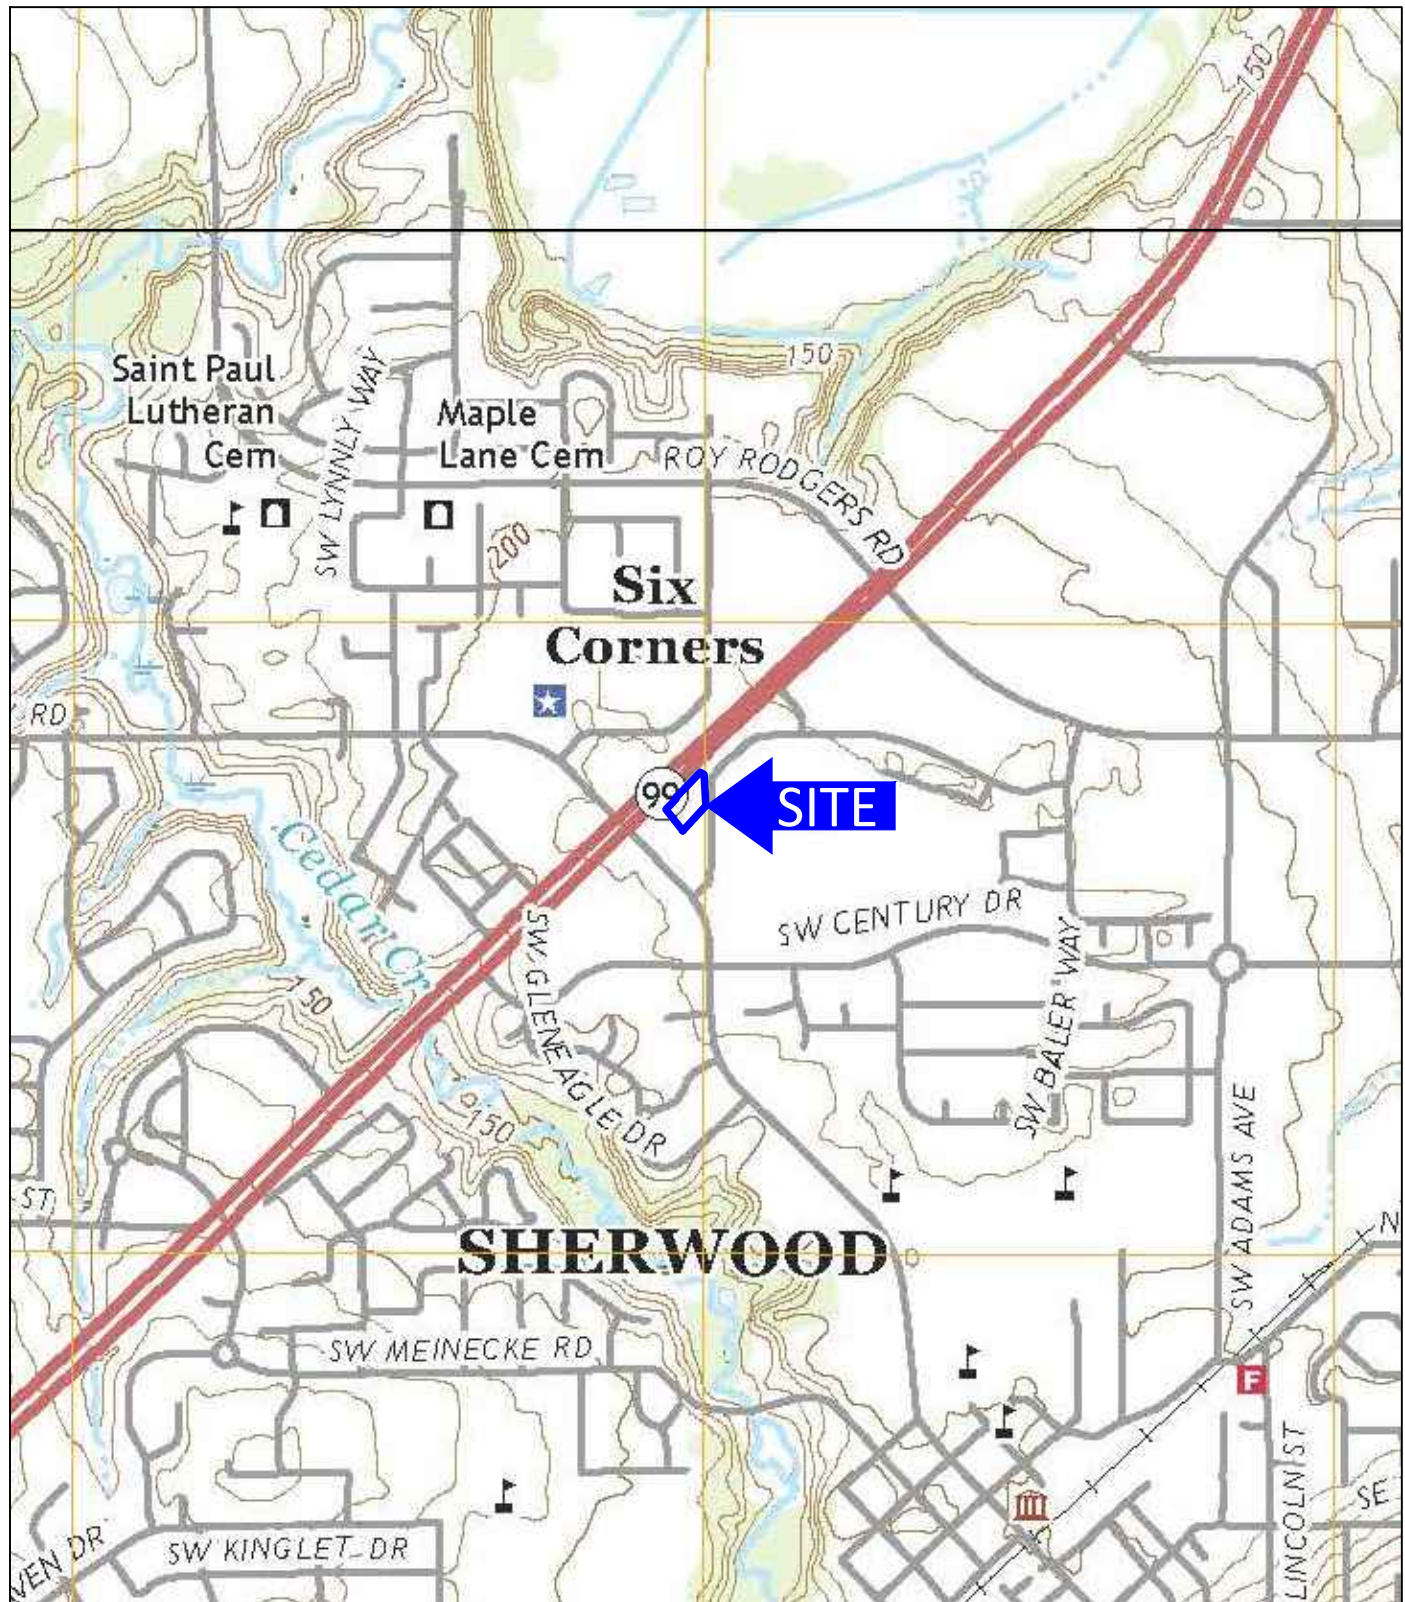 150
150
Saint Paul
Lutheran
Cem
SW LYNNLY WAY
Maple
Lane Cem
ROY RODGERS RD
200
Six
Corners
RD
99
SITE
Cedar Cr
SW CENTURY DR
SW GLENEAGLE DR
SW BALER WAY
150
150
SW ADAMS AVE
ST
N
SHERWOOD
SW MEINECKE RD
F
LINCOLN ST
SE
VEN DR
SW KINGLET DR